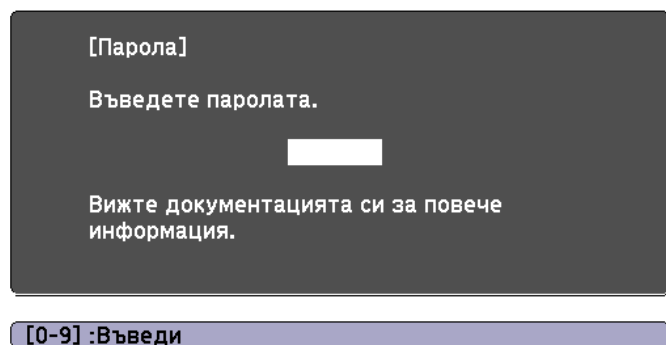 [Парола]
Въведете паролата.
Вижте документацията си за повече
информация.
[0-9] :Въведи